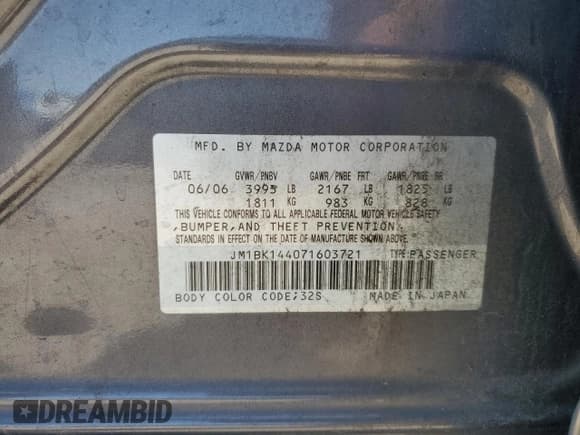 MFD. BY MAZDA MOTOR CORPORATION
DATE GVWR/PNBV GAWR/PNBE FRT GAWR/PNBE RR
06/06 3993 LB 2167 LB 1825 LB
1811 KG 983 KG 828 KG
THIS VEHICLE CONFORMS TO ALL APPLICABLE FEDERAL MOTOR VEHICLE SAFETY
,BUMPER,AND THEFT PREVENTION
STANDARDS IN EFFECT ON THE DATE OF MANUFACTURE SHOWN ABOVE.
JM1BK144071603721 TYPE:PASSENGER
BODY COLOR CODE;32S MADE IN JAPAN
DREAMBID